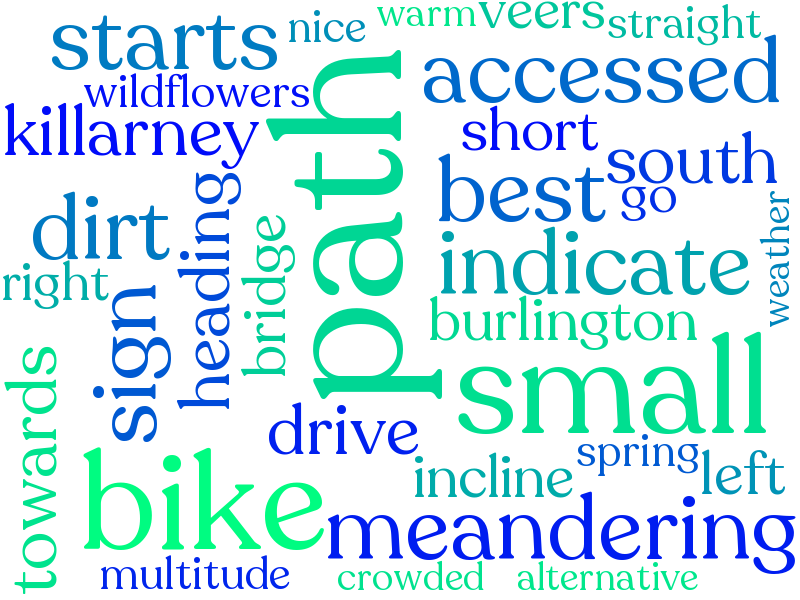 starts
nice
warm
veers
straight
wildflowers
accessed
killarney
path
short
south
best
go
dirt
heading
bridge
weather
indicate
right
sign
burlington
small
towards
drive
bike
incline
spring
left
meandering
multitude
crowded
alternative